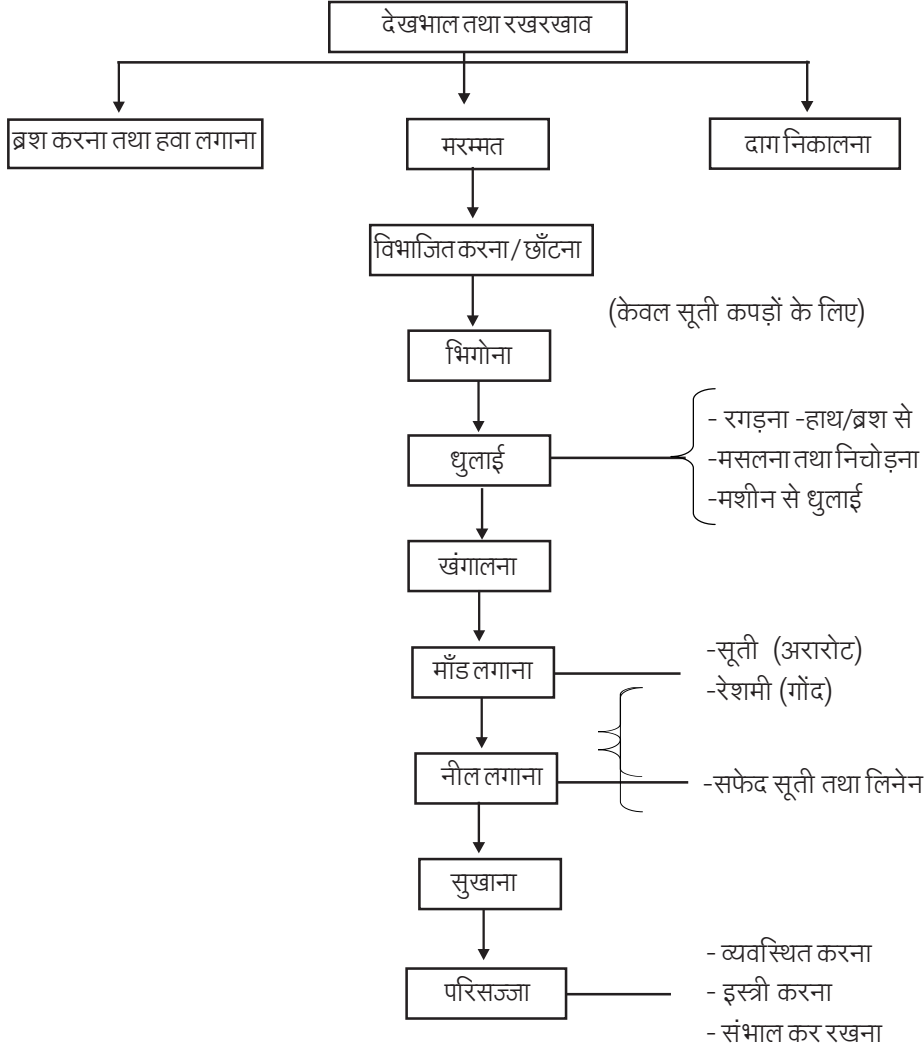 देखभाल तथा रखरखाव
ब्रश करना तथा हवा लगाना
मरम्मत
दाग निकालना
विभाजित करना / छाँटना
(केवल सूती कपड़ों के लिए)
भिगोना
धुलाई
- रगड़ना -हाथ/ब्रश से
-मसलना तथा निचोड़ना
-मशीन से धुलाई
खंगालना
माँड लगाना
-सूती (अरारोट)
-रेशमी (गोंद)
नील लगाना
-सफेद सूती तथा लिनेन
सुखाना
परिसज्जा
- व्यवस्थित करना
- इस्त्री करना
- संभाल कर रखना